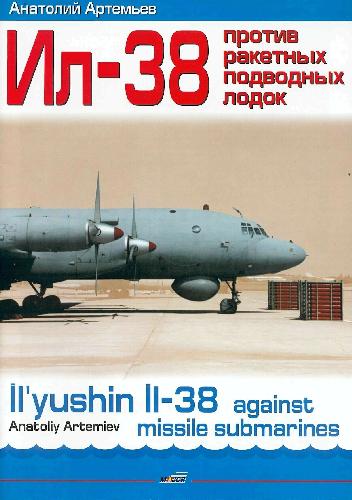 Анатолий Артемьев
Ил-38
против
ракетных
подводных
лодок
Il'yushin Il-38 against
Anatoliy Artemiev missile submarines